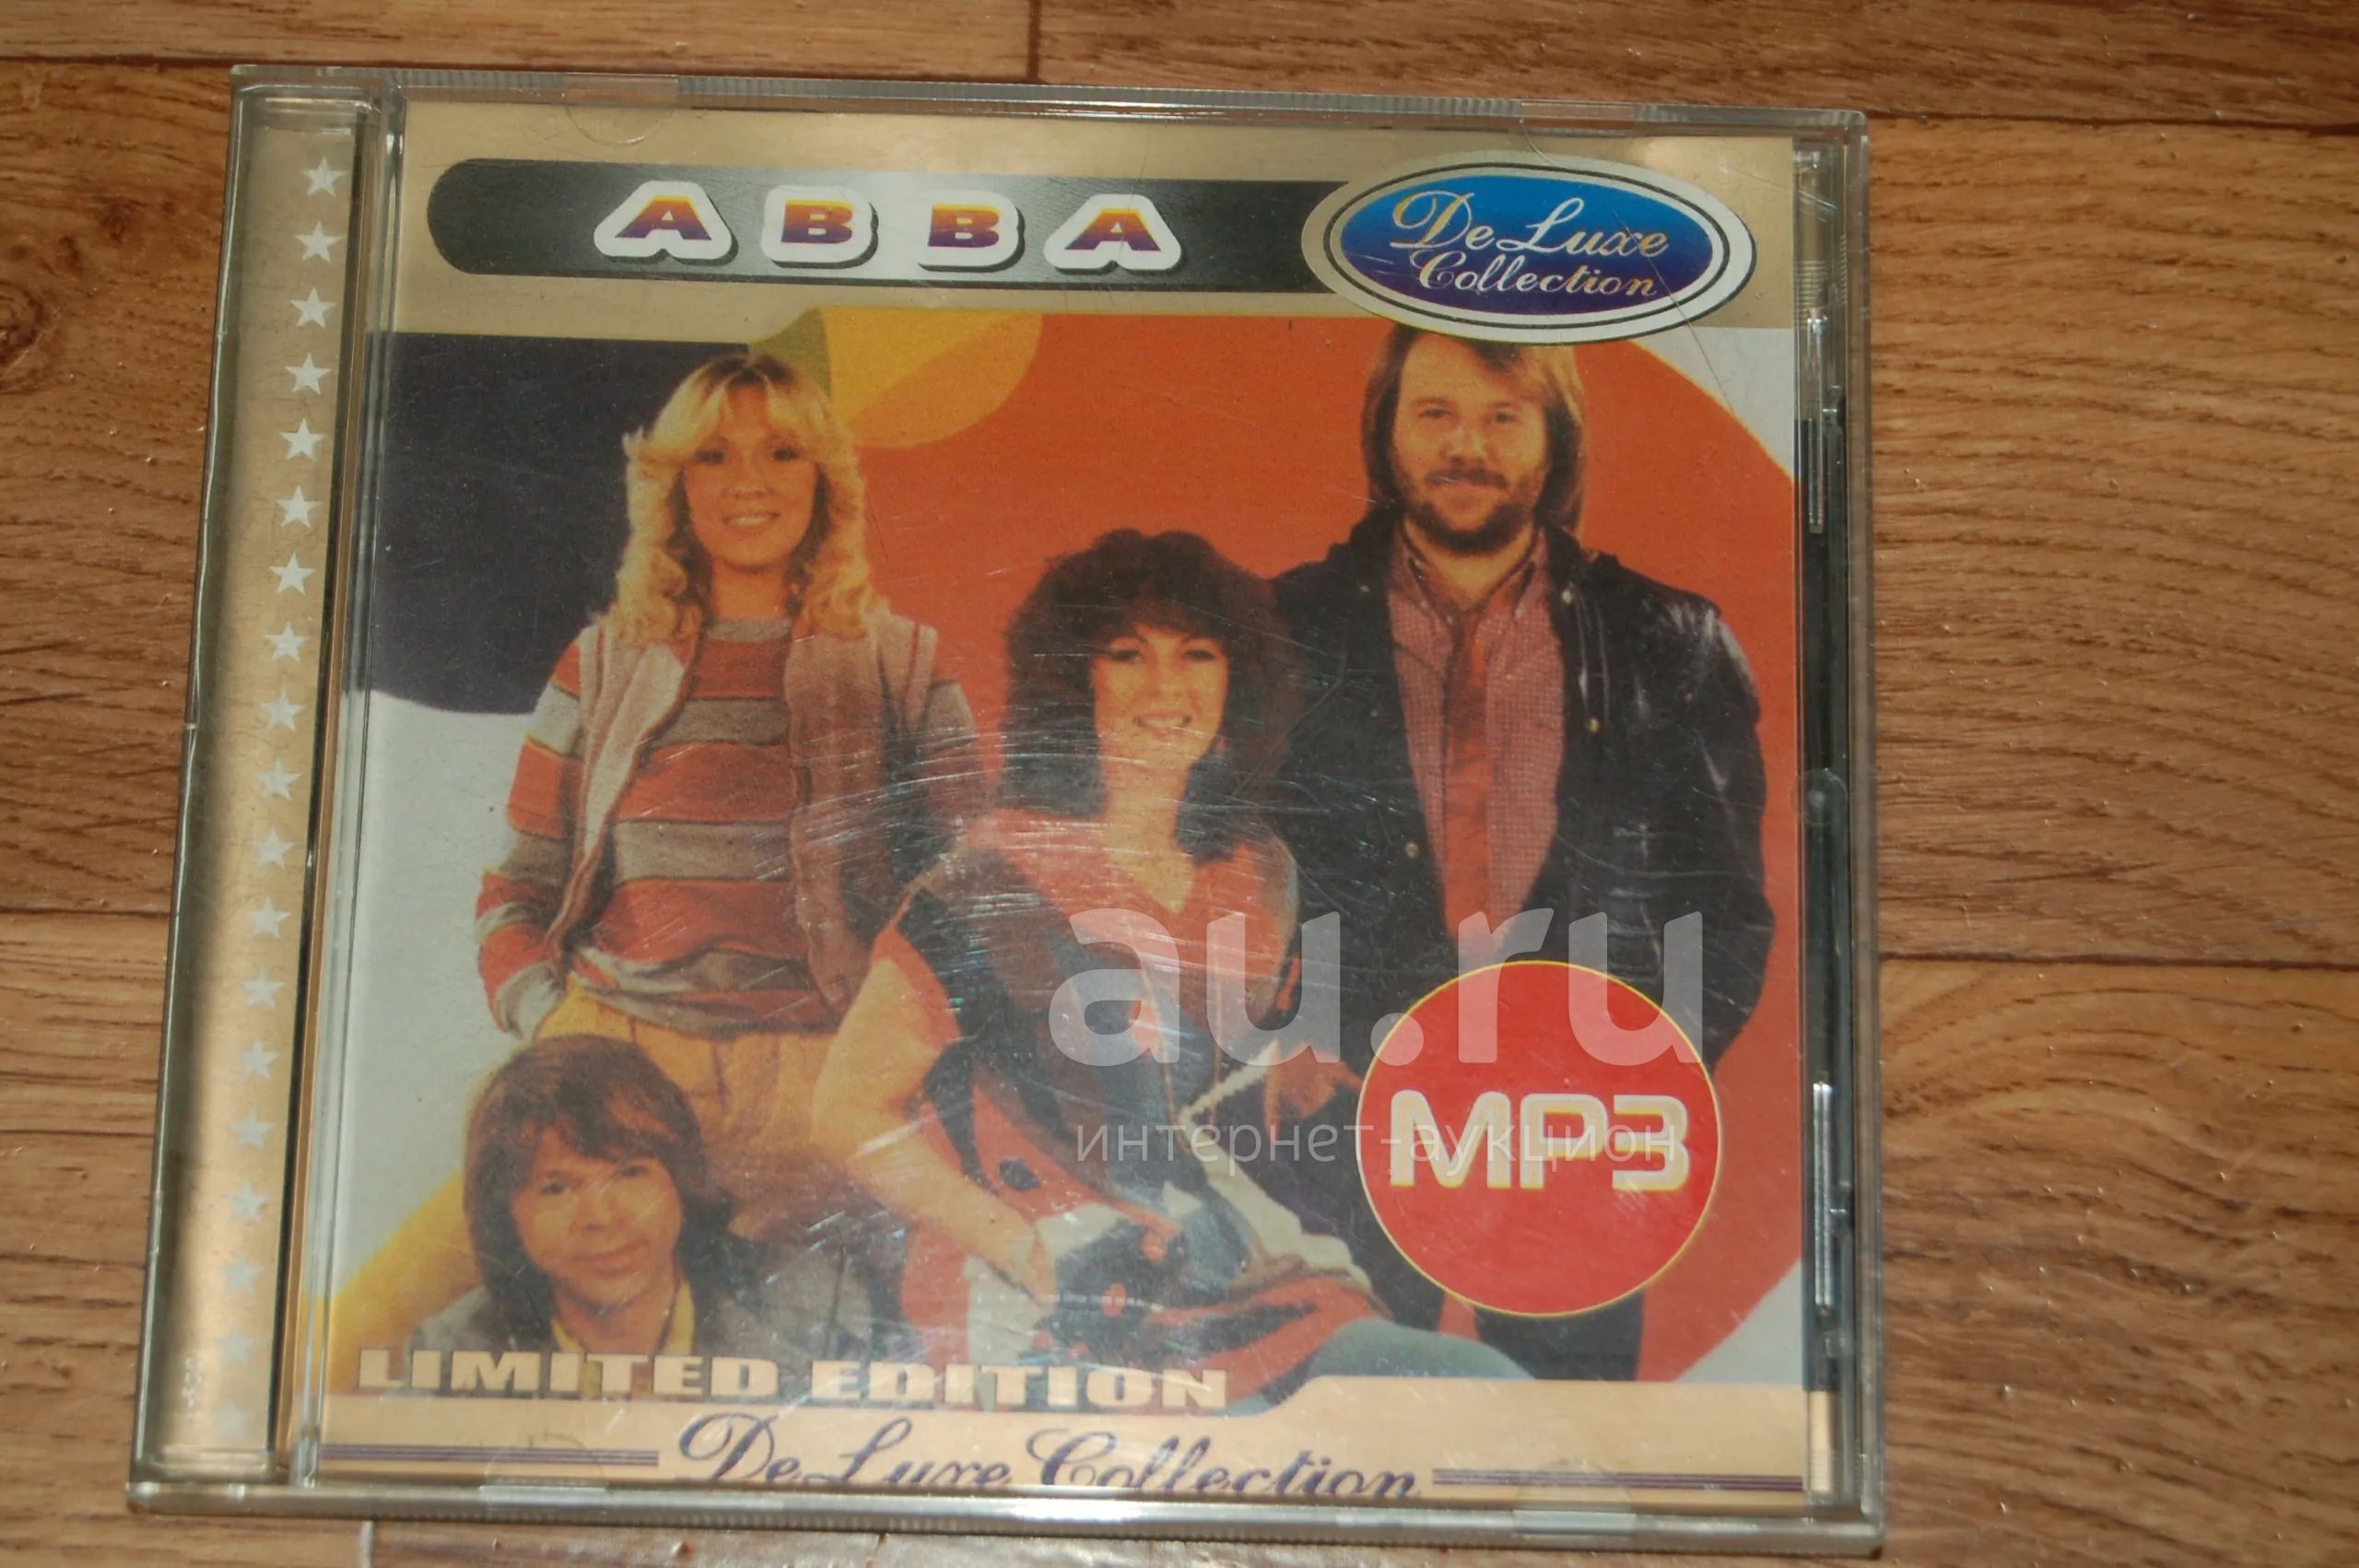 ABBA
De Luxe
Collection
au.ru
интернет-аукцион
MP3
LIMITED EDITION
De Luxe Collection